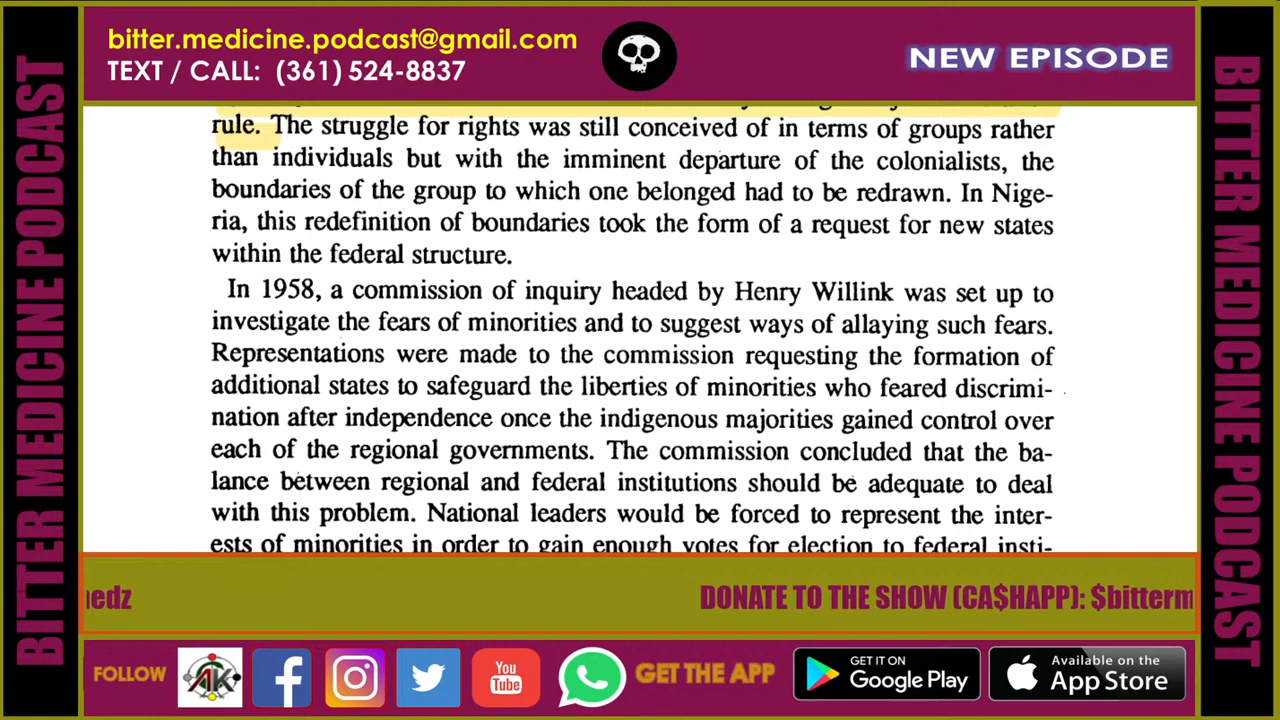 bitter.medicine.podcast@gmail.com
TEXT / CALL: (361) 524-8837
NEW EPISODE
BITTER MEDICINE PODCAST
rule. The struggle for rights was still conceived of in terms of groups rather
than individuals but with the imminent departure of the colonialists, the
boundaries of the group to which one belonged had to be redrawn. In Nige-
ria, this redefinition of boundaries took the form of a request for new states
within the federal structure.
In 1958, a commission of inquiry headed by Henry Willink was set up to
investigate the fears of minorities and to suggest ways of allaying such fears.
Representations were made to the commission requesting the formation of
additional states to safeguard the liberties of minorities who feared discrimi-
nation after independence once the indigenous majorities gained control over
each of the regional governments. The commission concluded that the ba-
lance between regional and federal institutions should be adequate to deal
with this problem. National leaders would be forced to represent the inter-
ests of minorities in order to gain enough votes for election to federal insti-
BITTER MEDICINE PODCAST
DONATE TO THE SHOW (CA$HAPP): $bitterm
FOLLOW
You
Tube
GET THE APP
GET IT ON
Google Play
Available on the
App Store